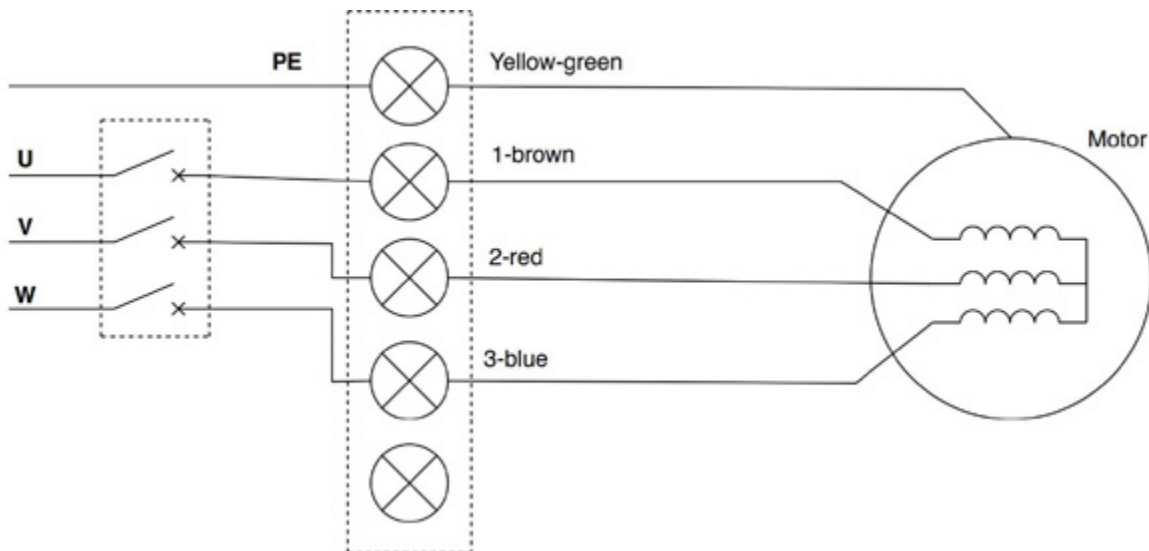 PE
Yellow-green
Motor
U
1-brown
V
2-red
W
3-blue